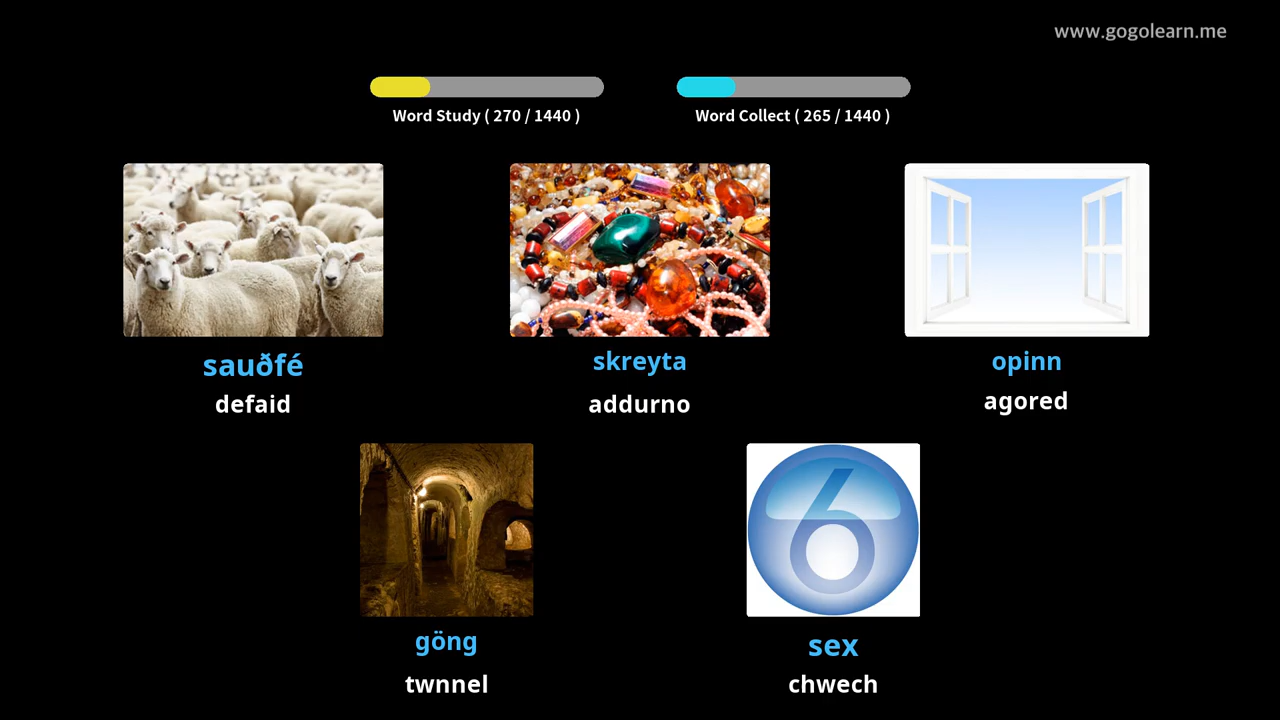 www.gogolearn.me
Word Study ( 270 / 1440 )
Word Collect ( 265 / 1440 )
sauðfé
defaid
skreyta
addurno
opinn
agored
6
göng
twnnel
sex
chwech